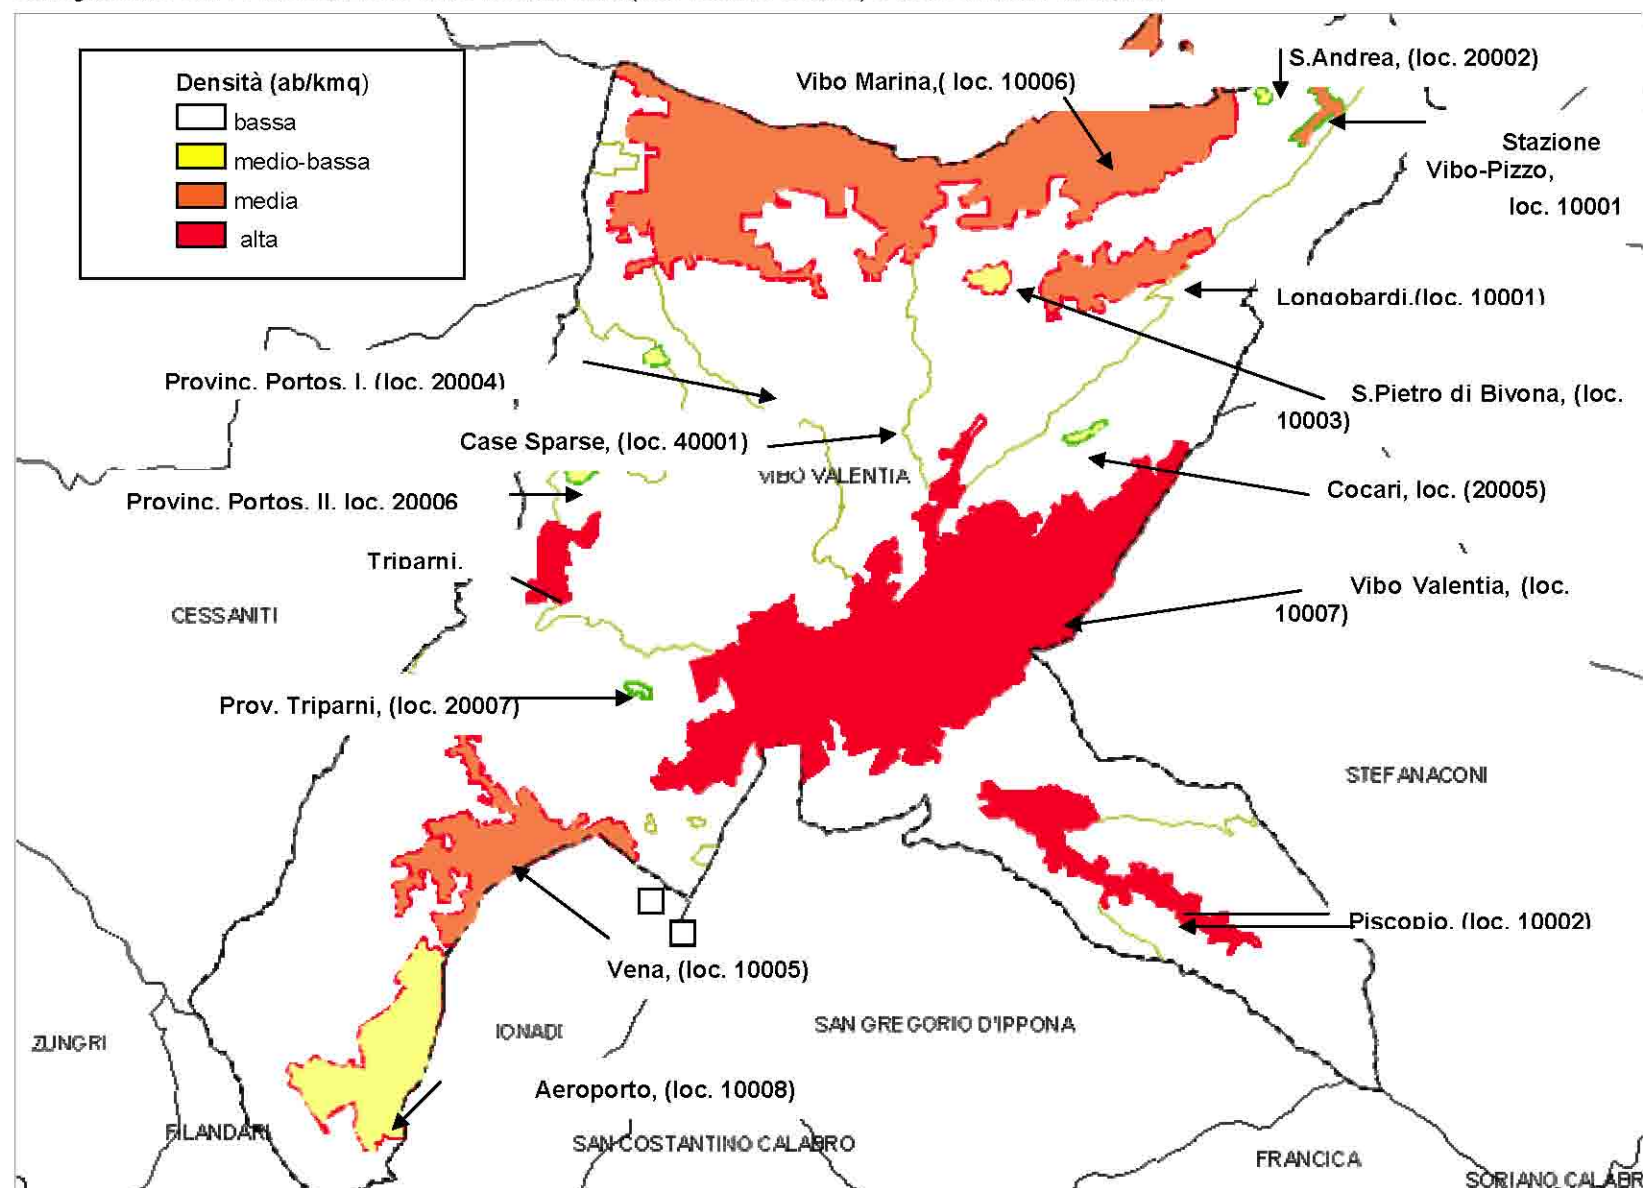 Densità (ab/kmq)
bassa
medio-bassa
media
alta
Vibo Marina,( loc. 10006)
S.Andrea, (loc. 20002)
Stazione
Vibo-Pizzo,
loc. 10001
Longobardi,(loc. 10001)
Provinc. Portos. I, (loc. 20004)
S.Pietro di Bivona, (loc.
10003)
Case Sparse, (loc. 40001)
VIBO VALENTIA
Provinc. Portos. II, loc. 20006
Cocari, loc. (20005)
Triparni,
CESSANITI
Vibo Valentia, (loc.
10007)
Prov. Triparni, (loc. 20007)
STEFANACONI
Piscopio, (loc. 10002)
Vena, (loc. 10005)
ZUNGRI
IONADI
SAN GREGORIO D'IPPONA
Aeroporto, (loc. 10008)
FILANDARI
SAN COSTANTINO CALABRO
FRANCICA
SORIANO CALABR